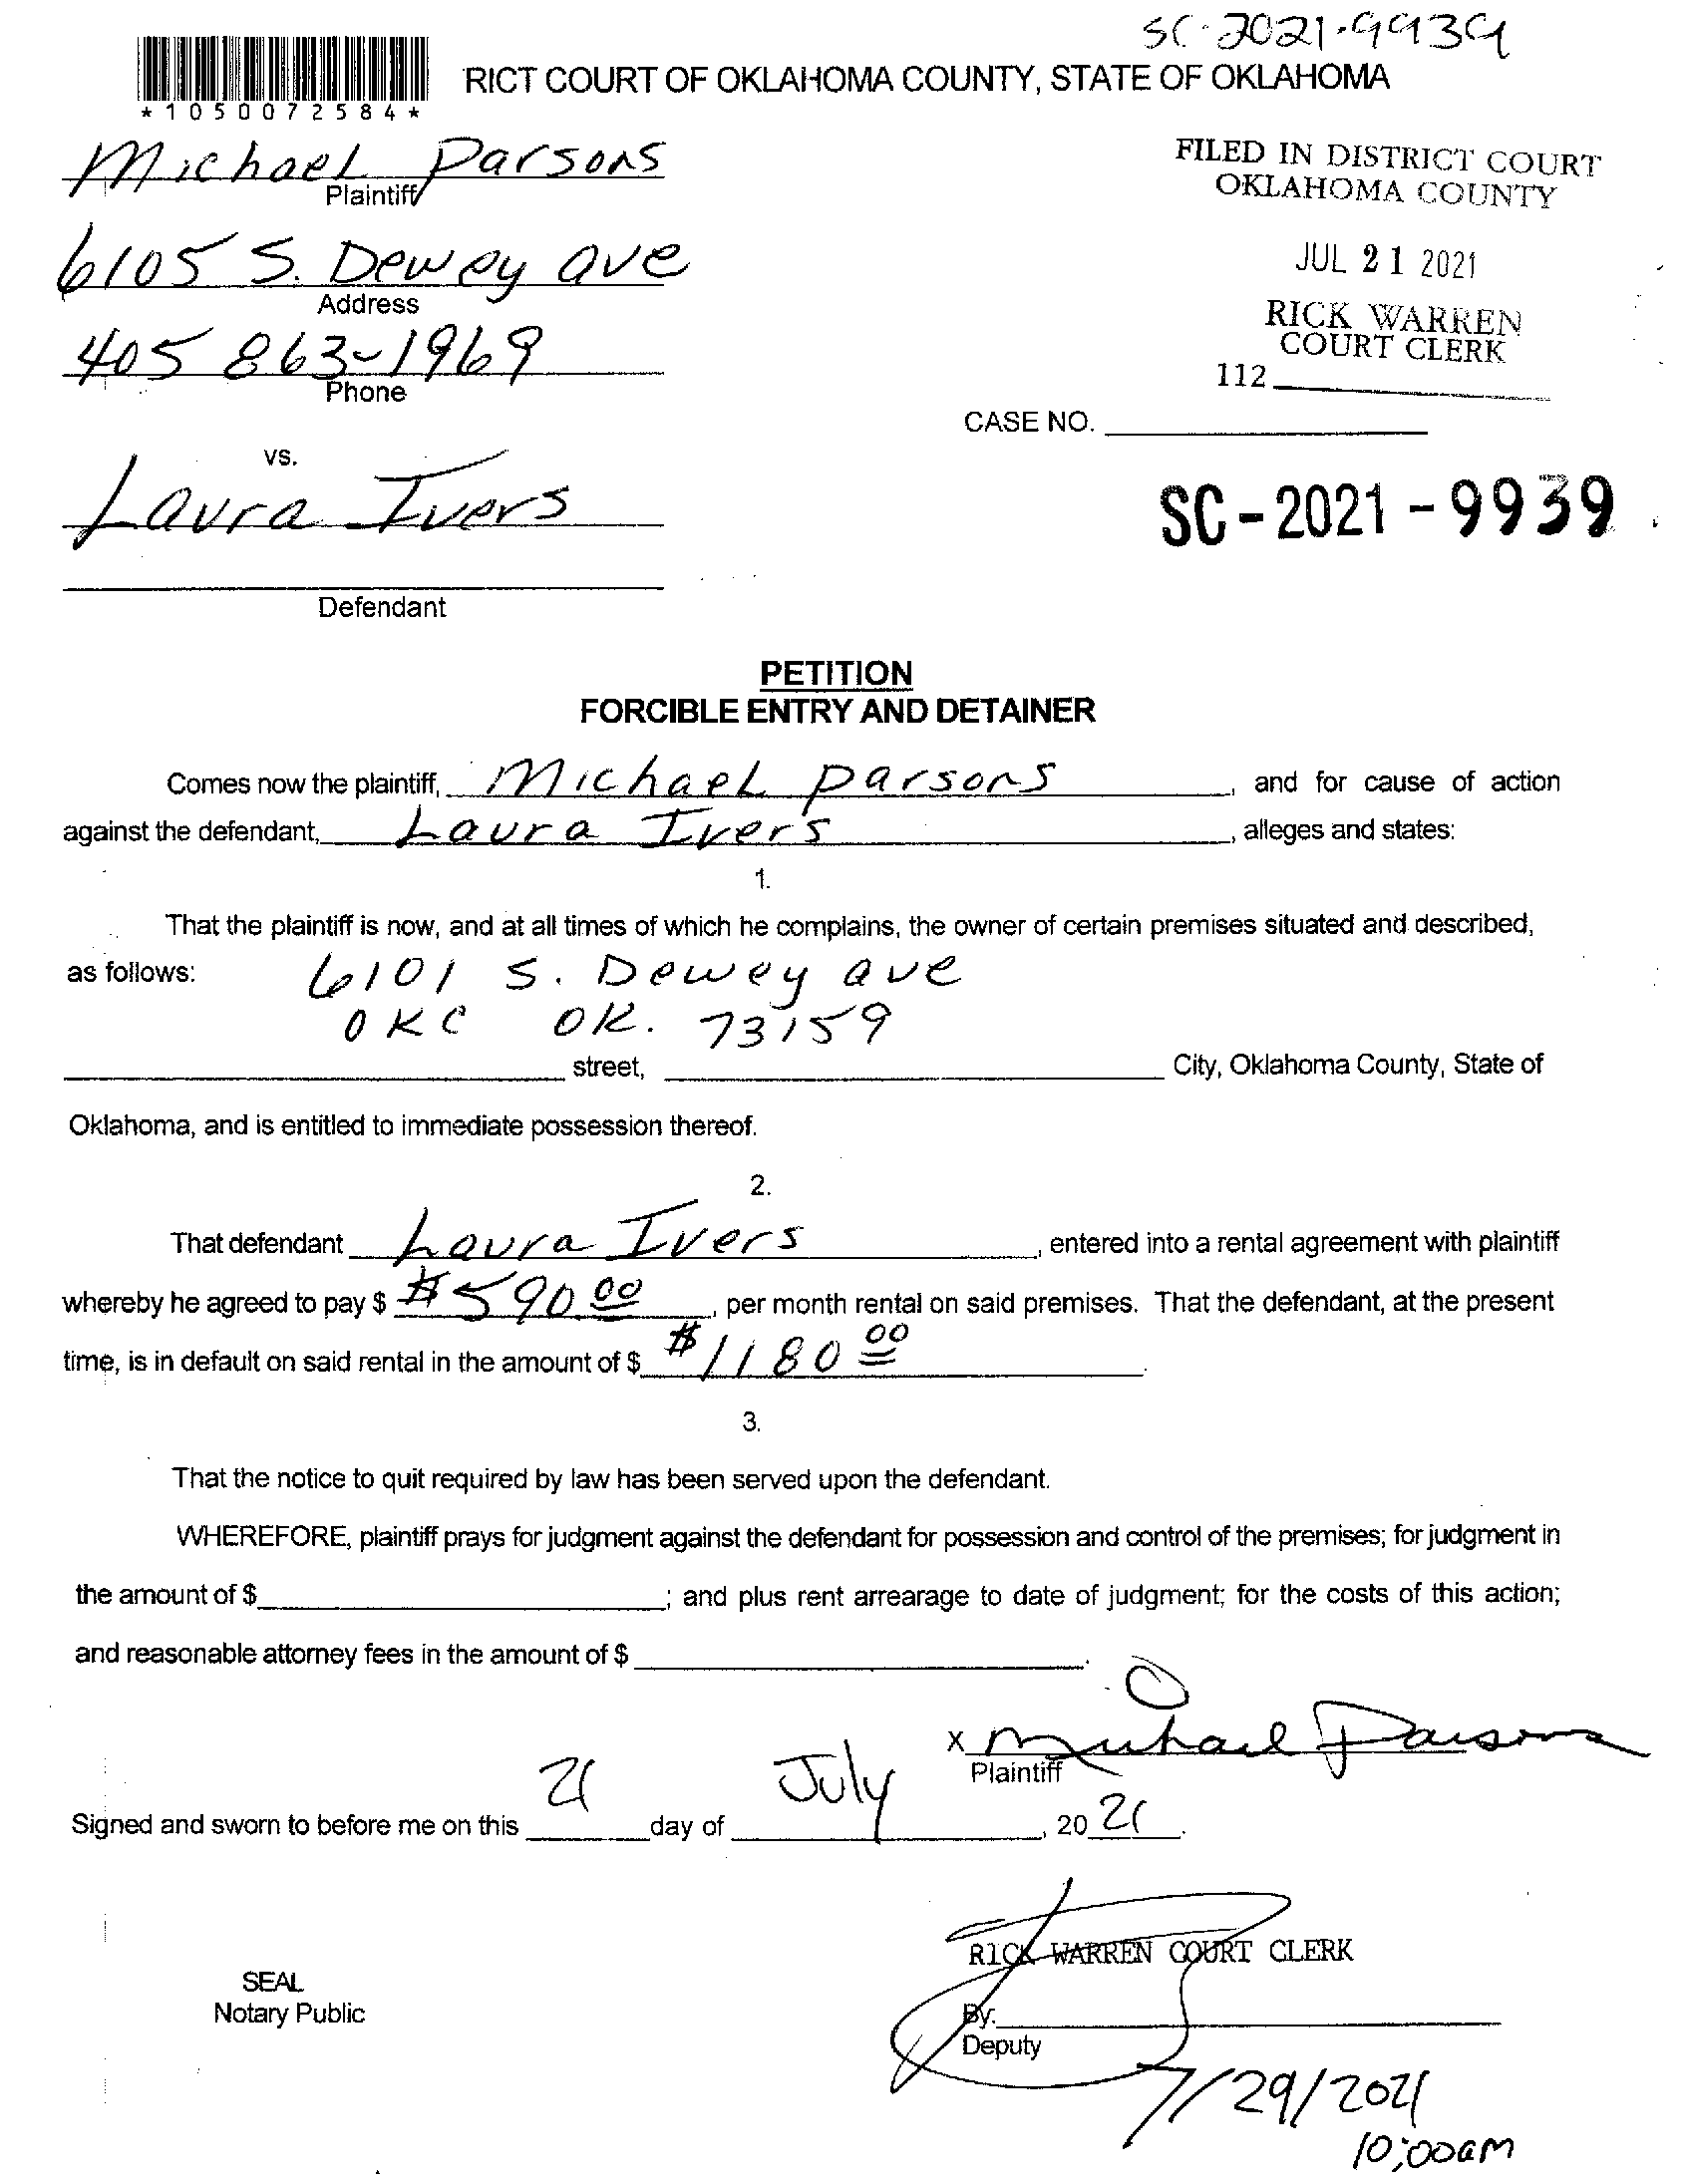 SC-2021-9939
RICT COURT OF OKLAHOMA COUNTY, STATE OF OKLAHOMA
*1050072584*
Michael Parsons
Plaintiff
FILED IN DISTRICT COURT
OKLAHOMA COUNTY
6105 S. Dewey ave
Address
JUL 21 2021
RICK WARREN
COURT CLERK
405 863-1969
Phone
112
CASE NO.
vs.
Laura Ivers
SC-2021-9939
Defendant
PETITION
FORCIBLE ENTRY AND DETAINER
Comes now the plaintiff, Michael Parsons, and for cause of action
against the defendant, Laura Ivers, alleges and states:
1.
That the plaintiff is now, and at all times of which he complains, the owner of certain premises situated and described,
as follows: 6101 S. Dewey ave
OKC OK. 73159
street, City, Oklahoma County, State of
Oklahoma, and is entitled to immediate possession thereof.
2.
That defendant Laura Ivers, entered into a rental agreement with plaintiff
whereby he agreed to pay $ $590.00, per month rental on said premises. That the defendant, at the present
time, is in default on said rental in the amount of $ $1180 00.
3.
That the notice to quit required by law has been served upon the defendant.
WHEREFORE, plaintiff prays for judgment against the defendant for possession and control of the premises; for judgment in
the amount of $ ; and plus rent arrearage to date of judgment; for the costs of this action;
and reasonable attorney fees in the amount of $ .
X Michael Parsons
Plaintiff
Signed and sworn to before me on this 21 day of July, 20 21.
RICK WARREN COURT CLERK
SEAL
Notary Public
By:
Deputy
7/29/2021
10:00am